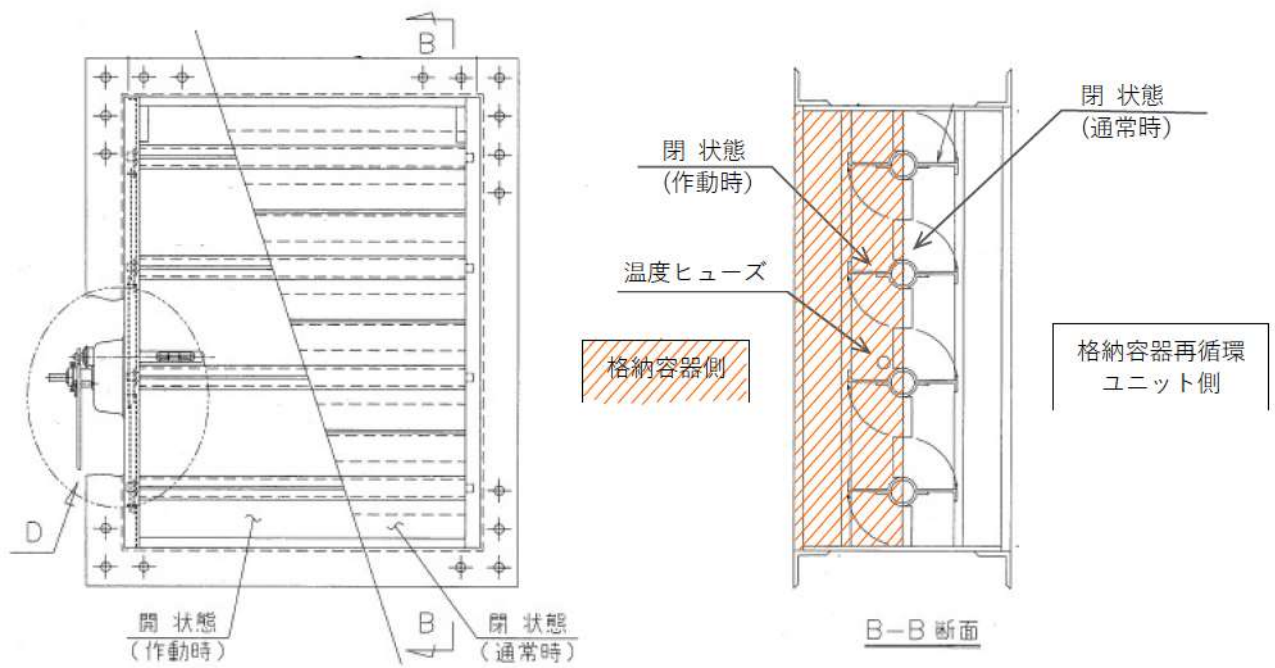 B
閉 状態
(通常時)
閉 状態
(作動時)
温度ヒューズ
格納容器側
格納容器再循環
ユニット側
D
開 状態
(作動時)
B
閉 状態
(通常時)
B-B 断面